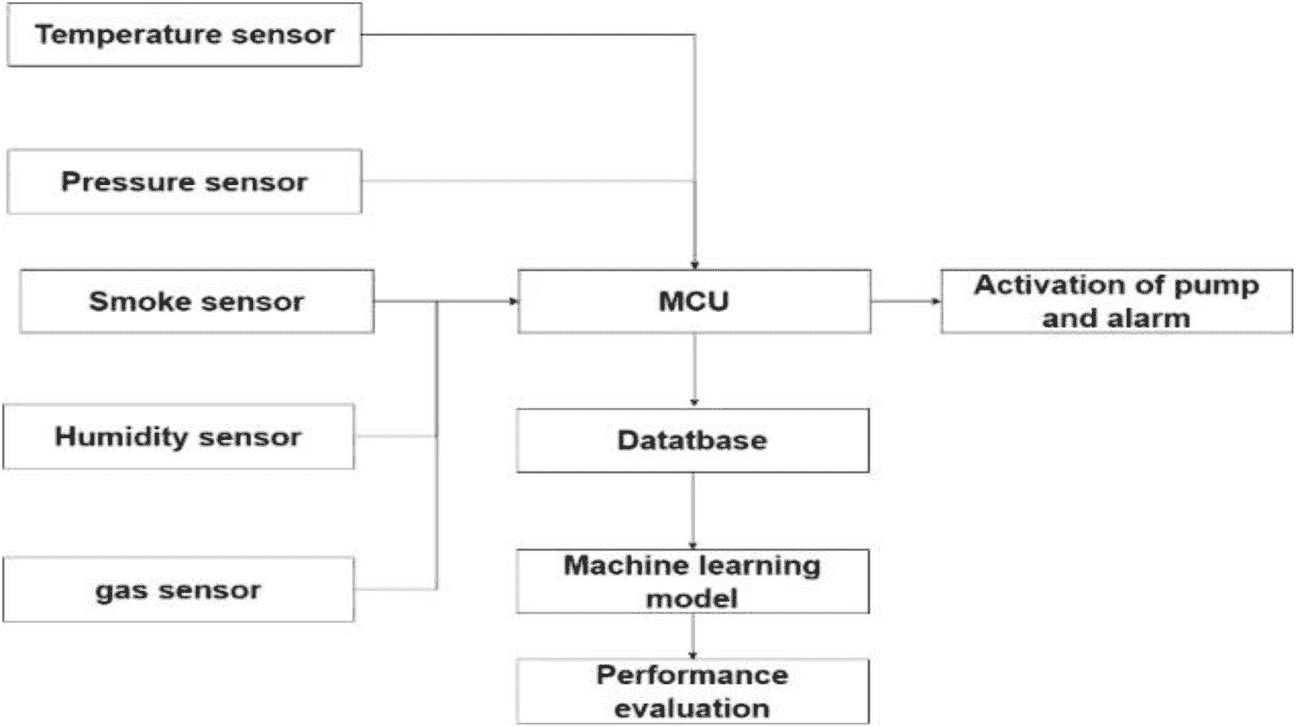 Temperature sensor
Pressure sensor
Smoke sensor
MCU
Activation of pump
and alarm
Humidity sensor
Datatbase
gas sensor
Machine learning
model
Performance
evaluation